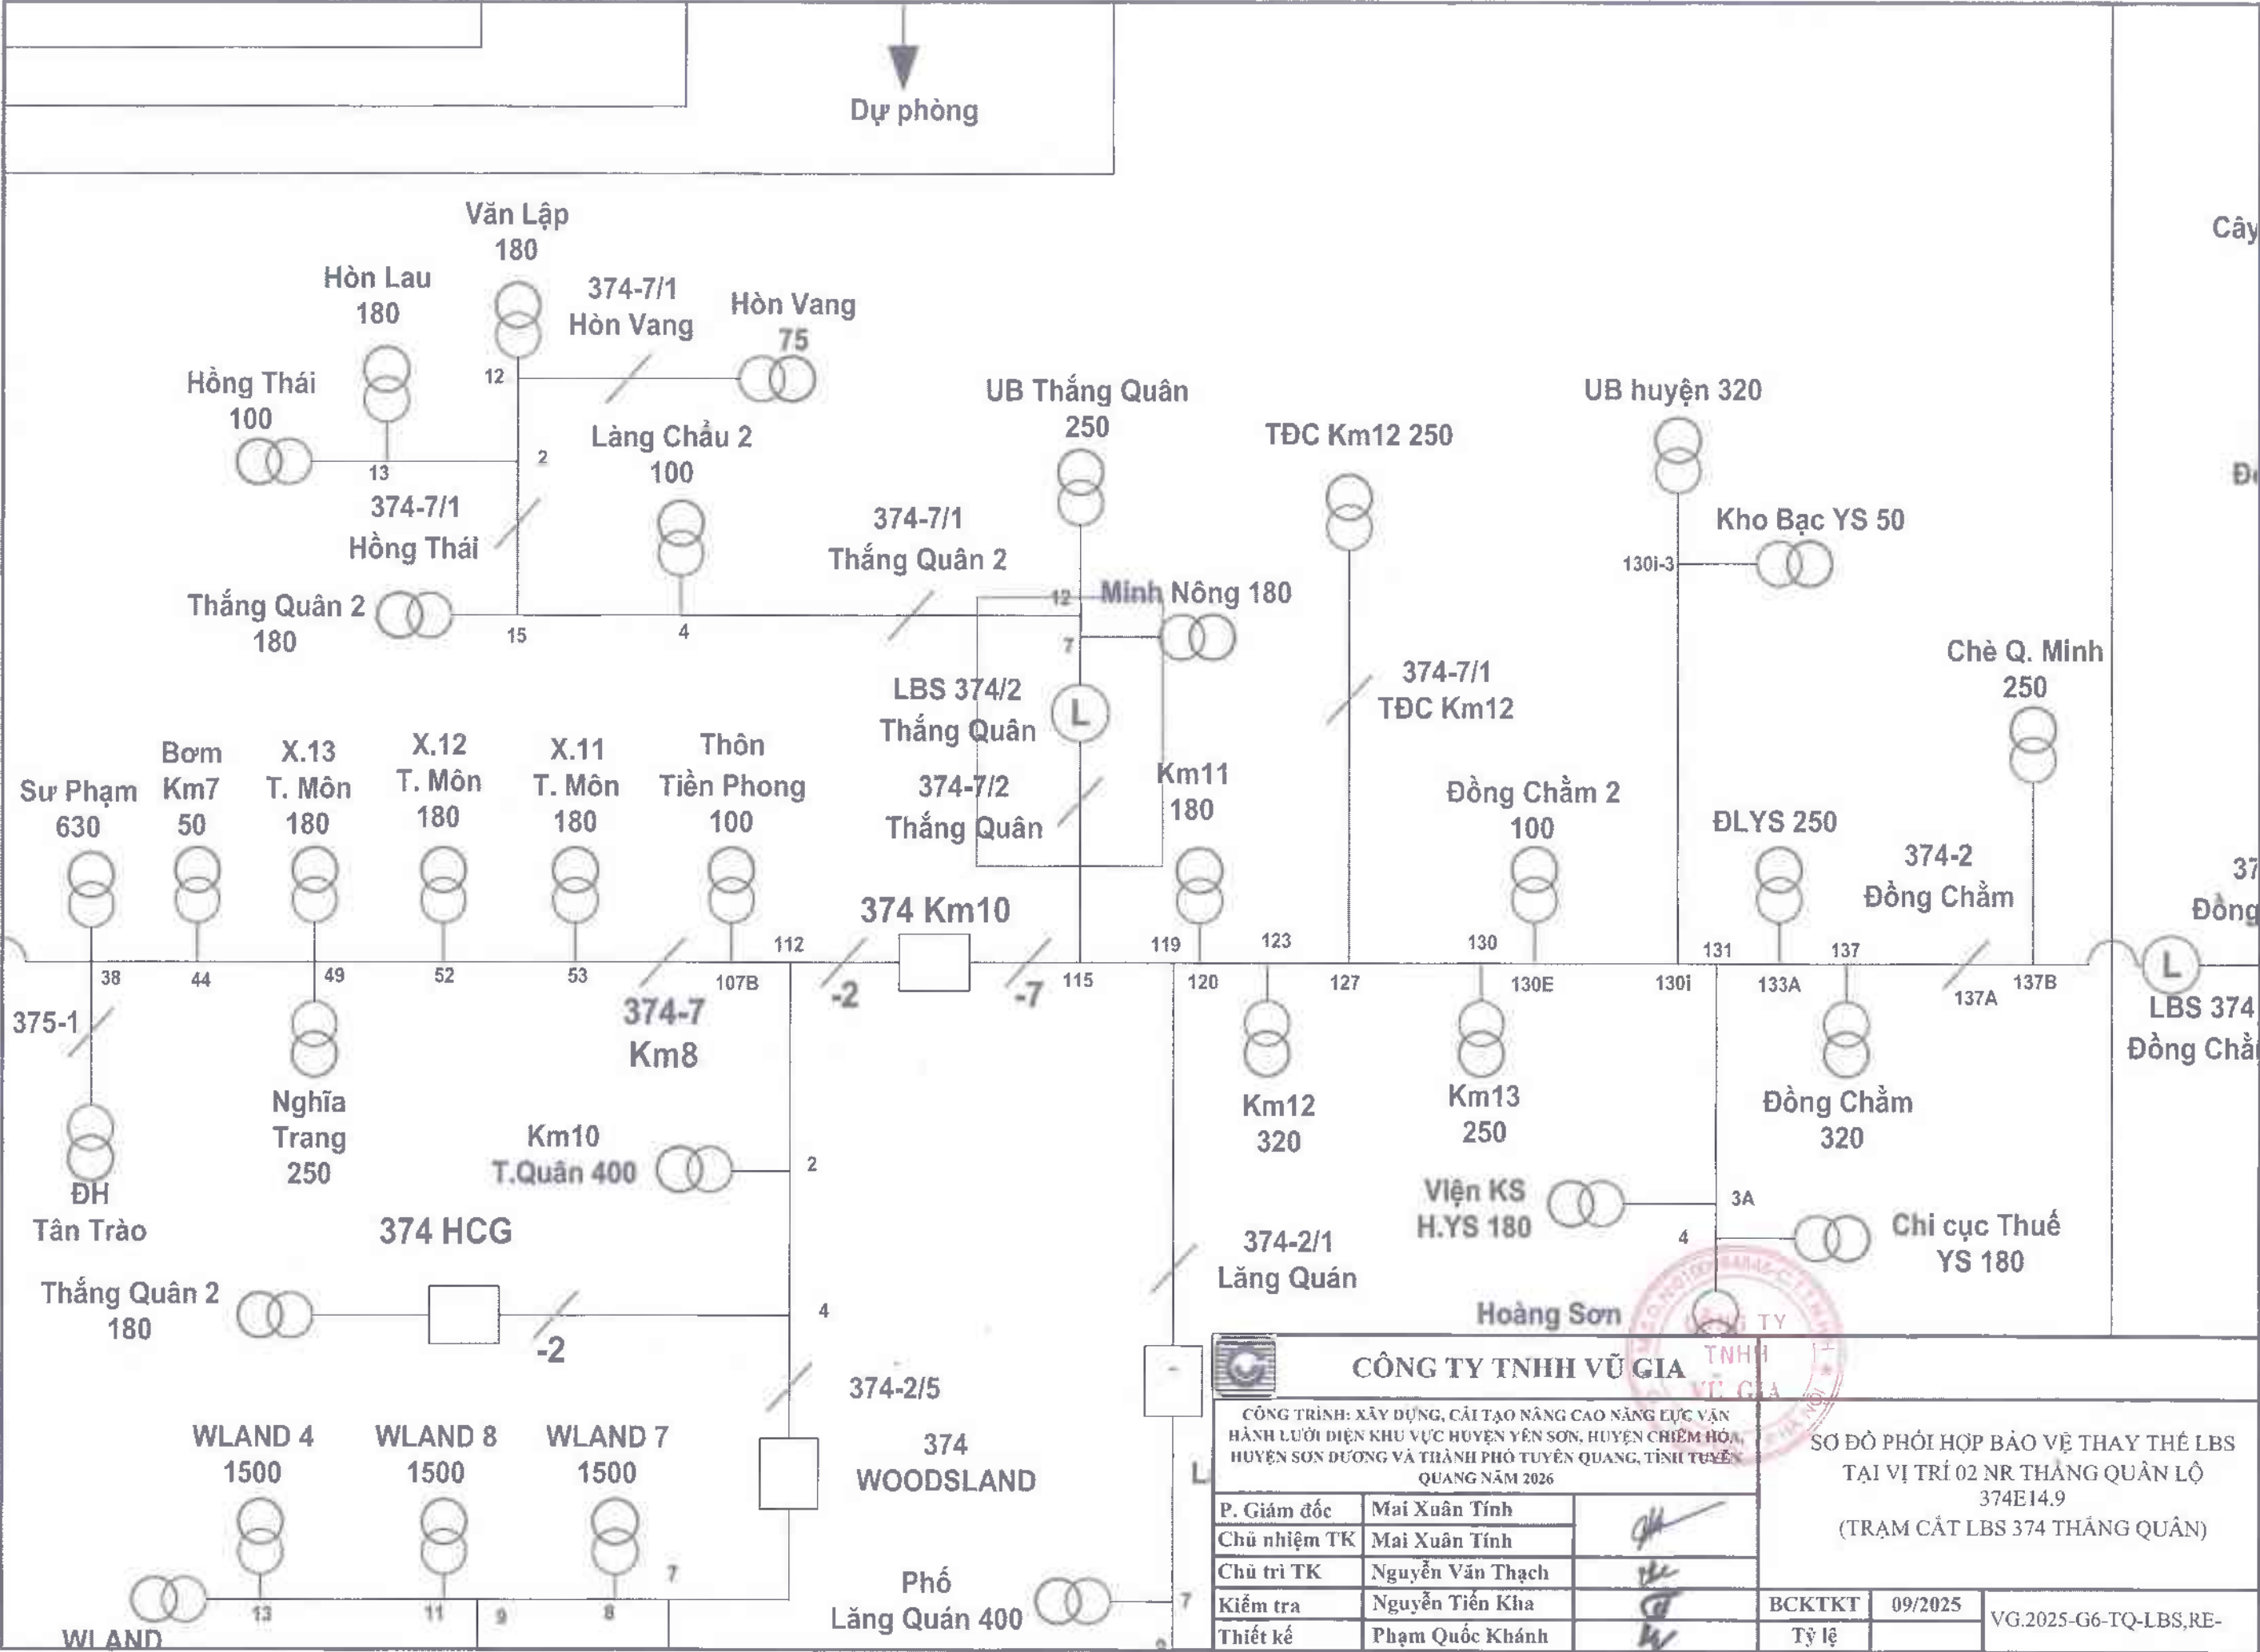 Dự phòng
Cây
Văn Lập
180
Hòn Lau
180
374-7/1
Hòn Vang
Hòn Vang
75
12
Hồng Thái
100
13
2
374-7/1
Hồng Thái
Làng Chẩu 2
100
UB Thắng Quân
250
TĐC Km12 250
UB huyện 320
Kho Bạc YS 50
130i-3
374-7/1
Thắng Quân 2
Thắng Quân 2
180
15
4
12
Minh Nông 180
7
LBS 374/2
Thắng Quân
L
374-7/2
Thắng Quân
374-7/1
TĐC Km12
Chè Q. Minh
250
Sư Phạm
630
Bơm
Km7
50
X.13
T. Môn
180
X.12
T. Môn
180
X.11
T. Môn
180
Thôn
Tiền Phong
100
Km11
180
Đồng Chằm 2
100
ĐLYS 250
374-2
Đồng Chằm
37
Đồng
374 Km10
38
44
49
52
53
107B
112
-2
-7
115
119
120
123
127
130
130E
130i
131
133A
137
137A
137B
L
LBS 374
375-1
374-7
Km8
Nghĩa
Trang
250
ĐH
Tân Trào
Km10
T.Quân 400
2
Km12
320
Km13
250
Đồng Chằm
320
Viện KS
H.YS 180
3A
4
Chi cục Thuế
YS 180
374 HCG
Thắng Quân 2
180
-2
4
374-2/1
Lăng Quán
Hoàng Sơn
374-2/5
374
WOODSLAND
WLAND 4
1500
WLAND 8
1500
WLAND 7
1500
13
11
9
8
7
WLAND
Phố
Lăng Quán 400
7
CÔNG TY
TNHH
VŨ GIA
CÔNG TY TNHH VŨ GIA
CÔNG TRÌNH: XÂY DỰNG, CẢI TẠO NÂNG CAO NĂNG LỰC VẬN
HÀNH LƯỚI ĐIỆN KHU VỰC HUYỆN YÊN SƠN, HUYỆN CHIÊM HÓA,
HUYỆN SƠN DƯƠNG VÀ THÀNH PHỐ TUYÊN QUANG, TỈNH TUYÊN
QUANG NĂM 2026
P. Giám đốc Mai Xuân Tính
Chủ nhiệm TK Mai Xuân Tính
Chủ trì TK Nguyễn Văn Thạch
Kiểm tra Nguyễn Tiến Kha
Thiết kế Phạm Quốc Khánh
SƠ ĐỒ PHỐI HỢP BẢO VỆ THAY THẾ LBS
TẠI VỊ TRÍ 02 NR THẮNG QUÂN LỘ
374E14.9
(TRẠM CẮT LBS 374 THẮNG QUÂN)
BCKTKT 09/2025
Tỷ lệ
VG.2025-G6-TQ-LBS,RE-